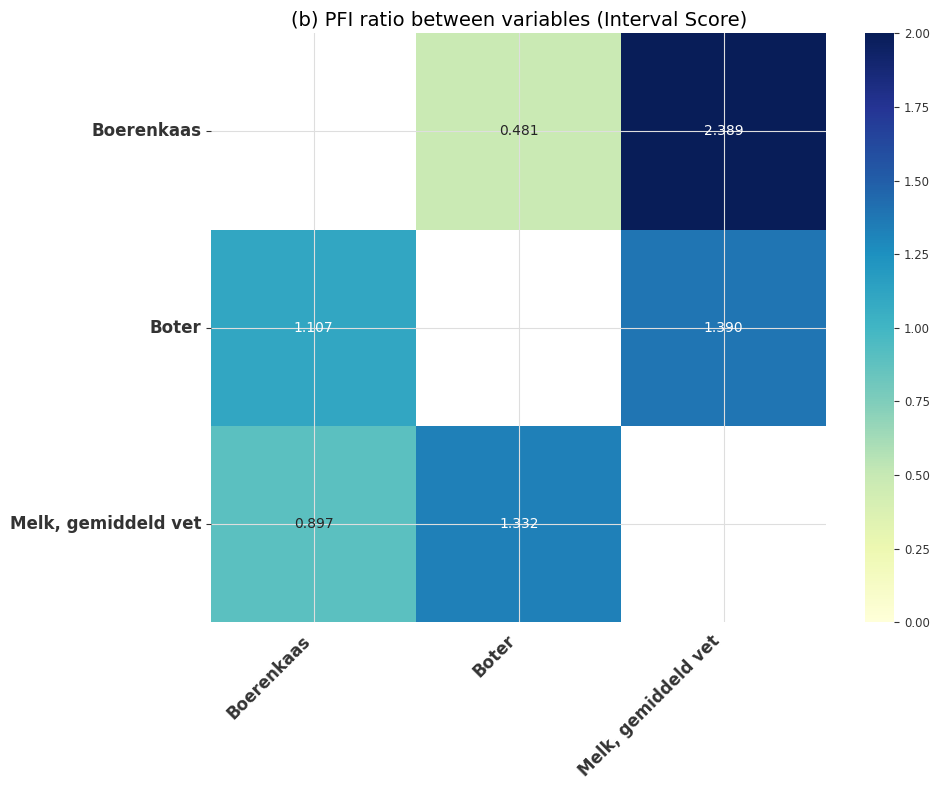 (b) PFI ratio between variables (Interval Score)
Boerenkaas
0.481
2.389
Boter
1.107
1.390
Melk, gemiddeld vet
0.897
1.332
Boerenkaas
Boter
Melk, gemiddeld vet
2.00
1.75
1.50
1.25
1.00
0.75
0.50
0.25
0.00